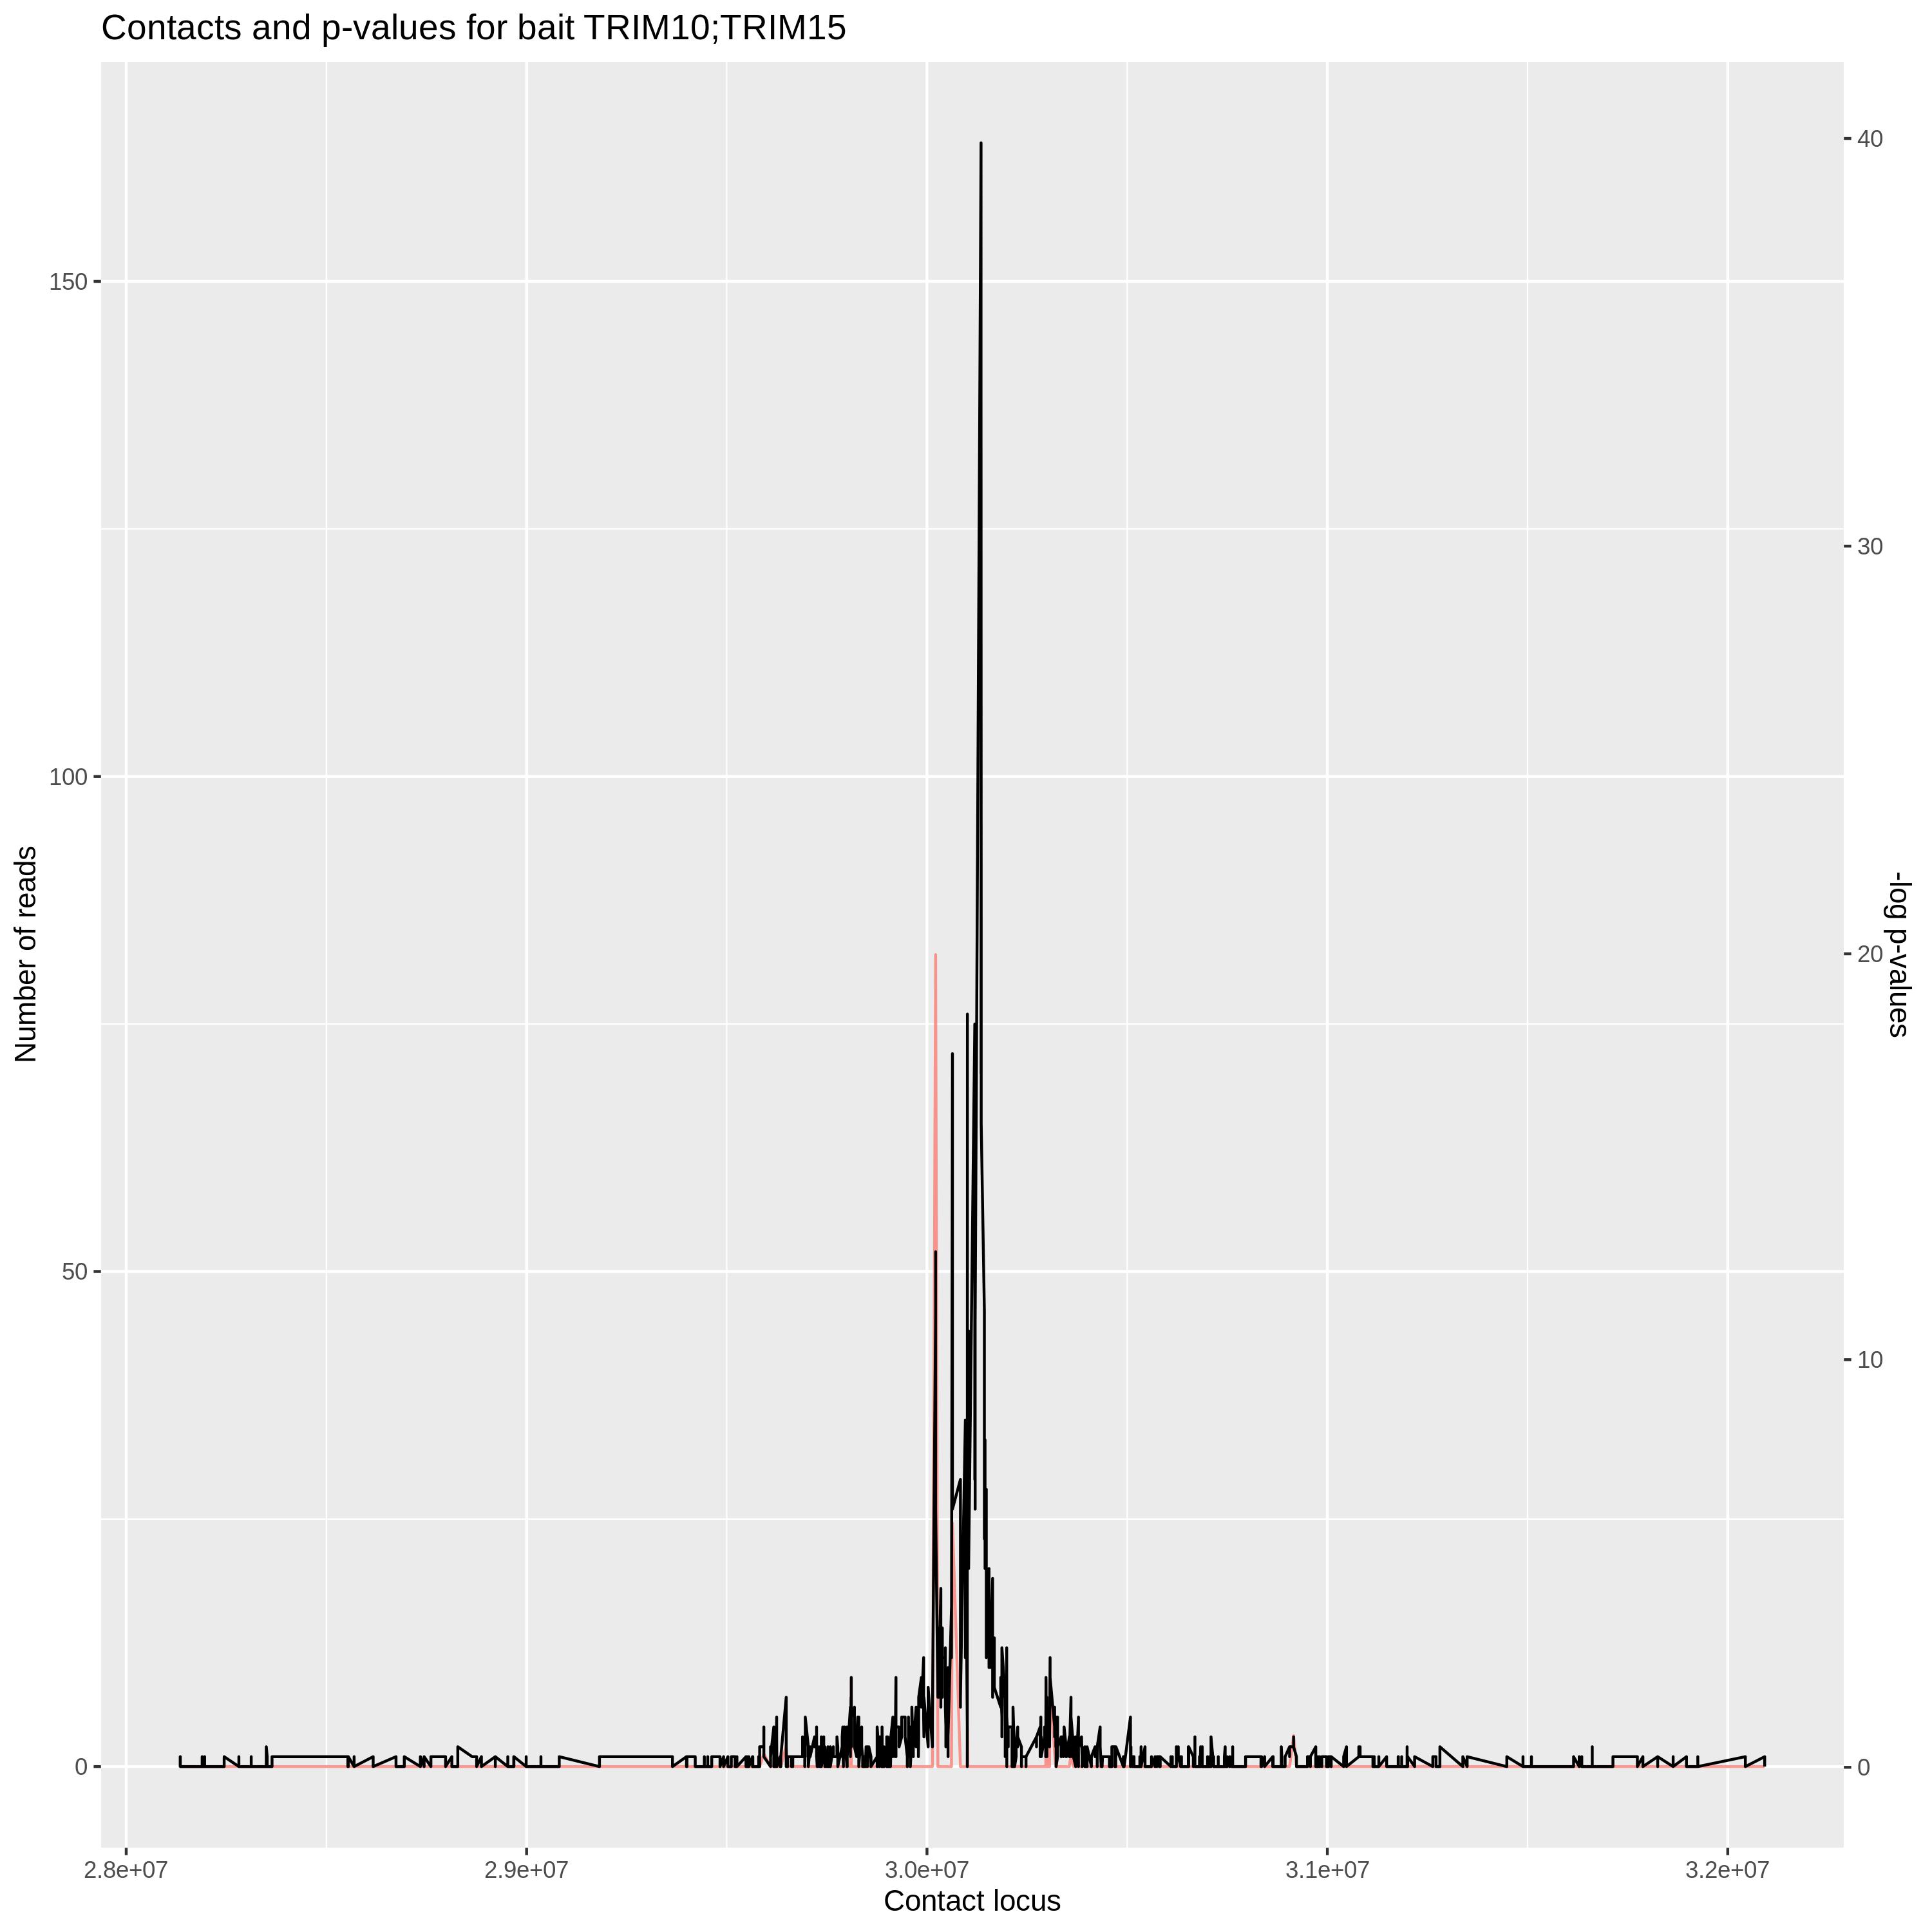 Contacts and p-values for bait TRIM10;TRIM15
150
100
50
0
Number of reads
40
30
20
10
0
-log p-values
2.8e+07
2.9e+07
3.0e+07
3.1e+07
3.2e+07
Contact locus